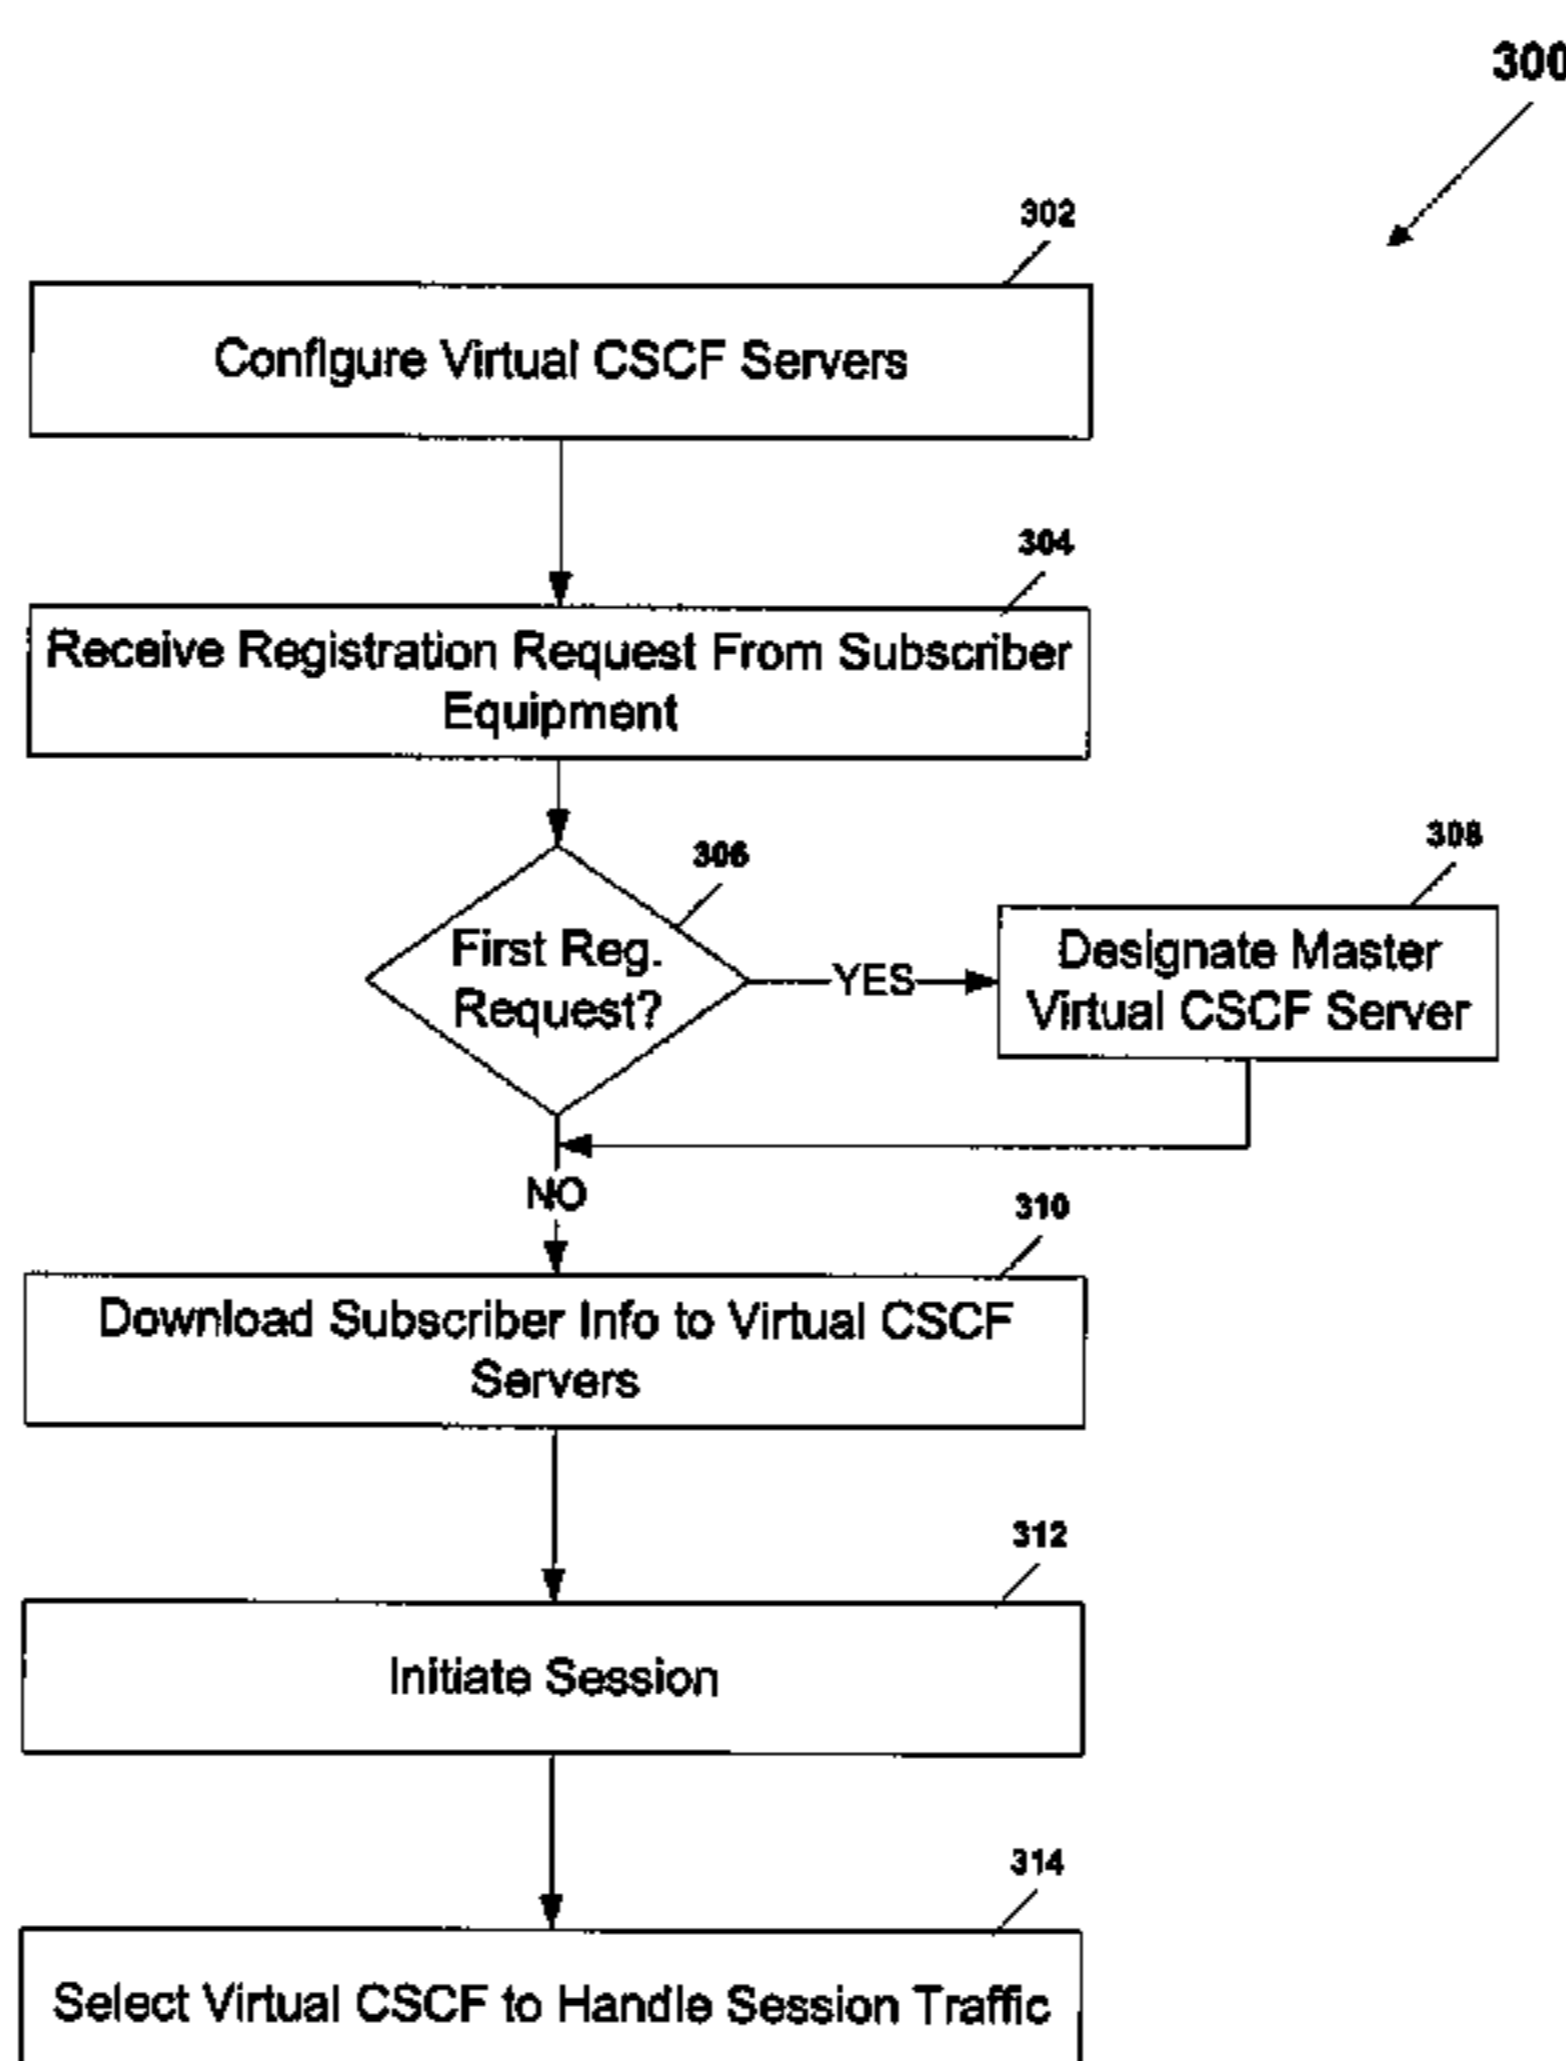 300
302
Configure Virtual CSCF Servers
304
Receive Registration Request From Subscriber
Equipment
306
First Reg.
Request?
YES
308
Designate Master
Virtual CSCF Server
NO
310
Download Subscriber Info to Virtual CSCF
Servers
312
Initiate Session
314
Select Virtual CSCF to Handle Session Traffic